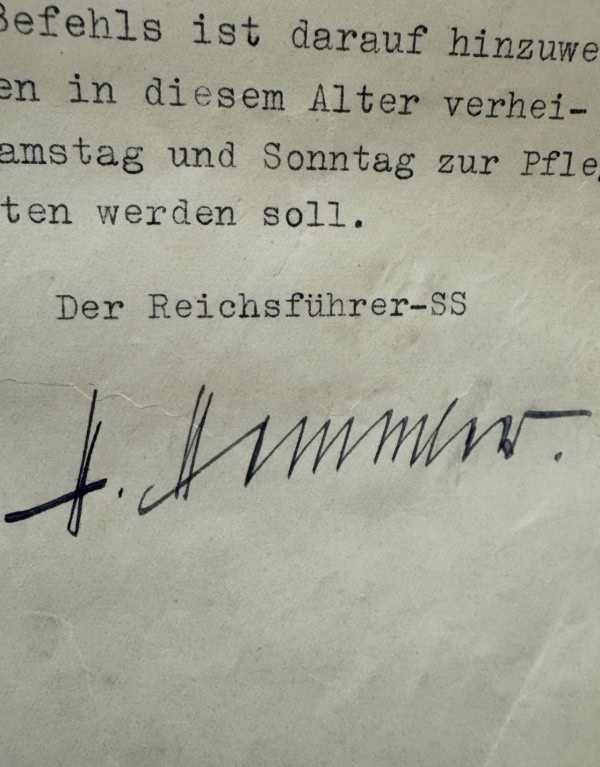 Befehls ist darauf hinzuwe
en in diesem Alter verhei-
amstag und Sonntag zur Pfle
ten werden soll.
Der Reichsführer-SS
H. Himmler.